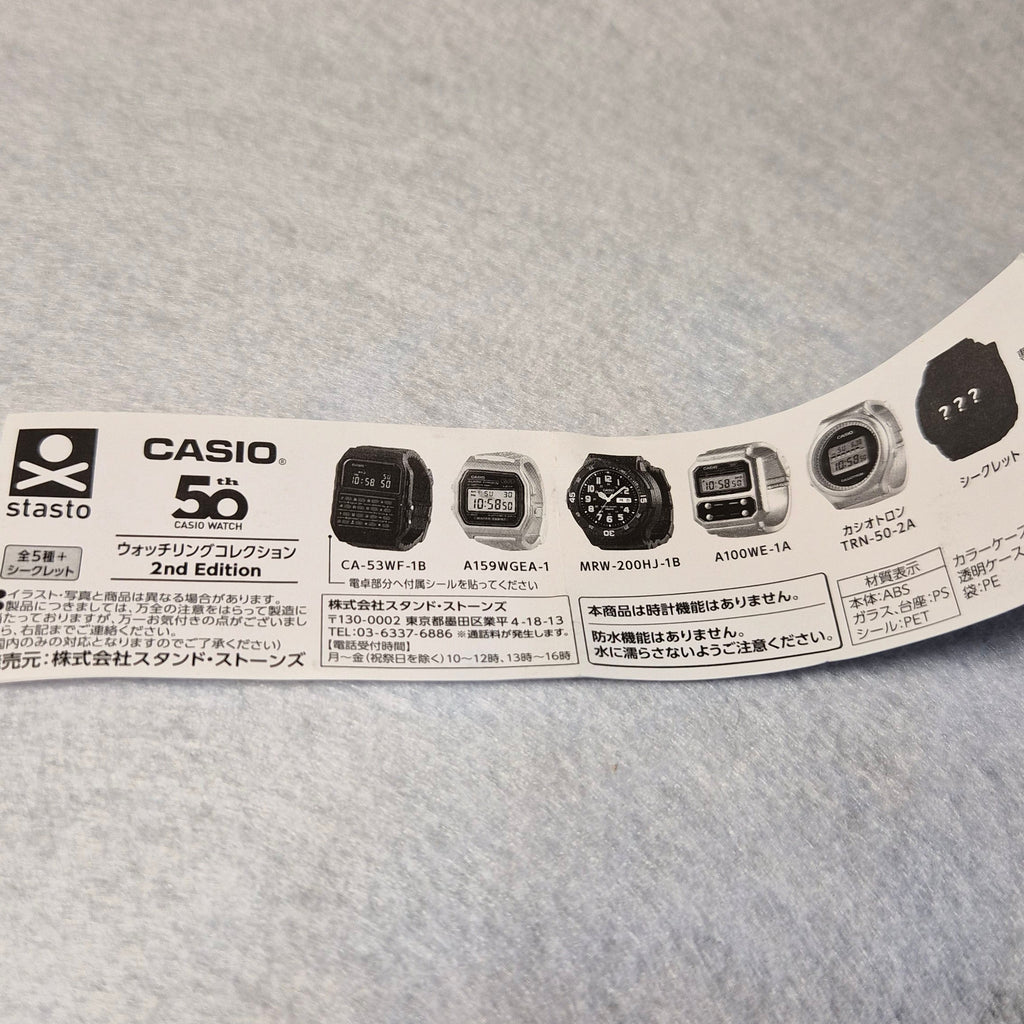 stasto
CASIO®
50th
CASIO WATCH
全5種+
シークレット
ウォッチリングコレクション
2nd Edition
●イラスト・写真と商品は異なる場合があります。
●製品につきましては、万全の注意をはらって製造に
たっておりますが、万一お気付きの点がございまし
ら、右記までご連絡ください。
国内のみの対応となりますのでご了承ください)
売元:株式会社スタンド・ストーンズ
CA-53WF-1B
電卓部分へ付属シールを貼ってください
A159WGEA-1
MRW-200HJ-1B
A100WE-1A
カシオトロン
TRN-50-2A
???
シークレット
株式会社スタンド・ストーンズ
〒130-0002 東京都墨田区業平 4-18-13
TEL:03-6337-6886 ※通話料が発生します。
【電話受付時間】
月〜金(祝祭日を除く)10〜12時、13時〜16時
本商品は時計機能はありません。
防水機能はありません。
水に濡らさないようご注意ください。
材質表示
本体:ABS
ガラス、台座:PS
シール:PET
カラーケース
透明ケース
袋:PE